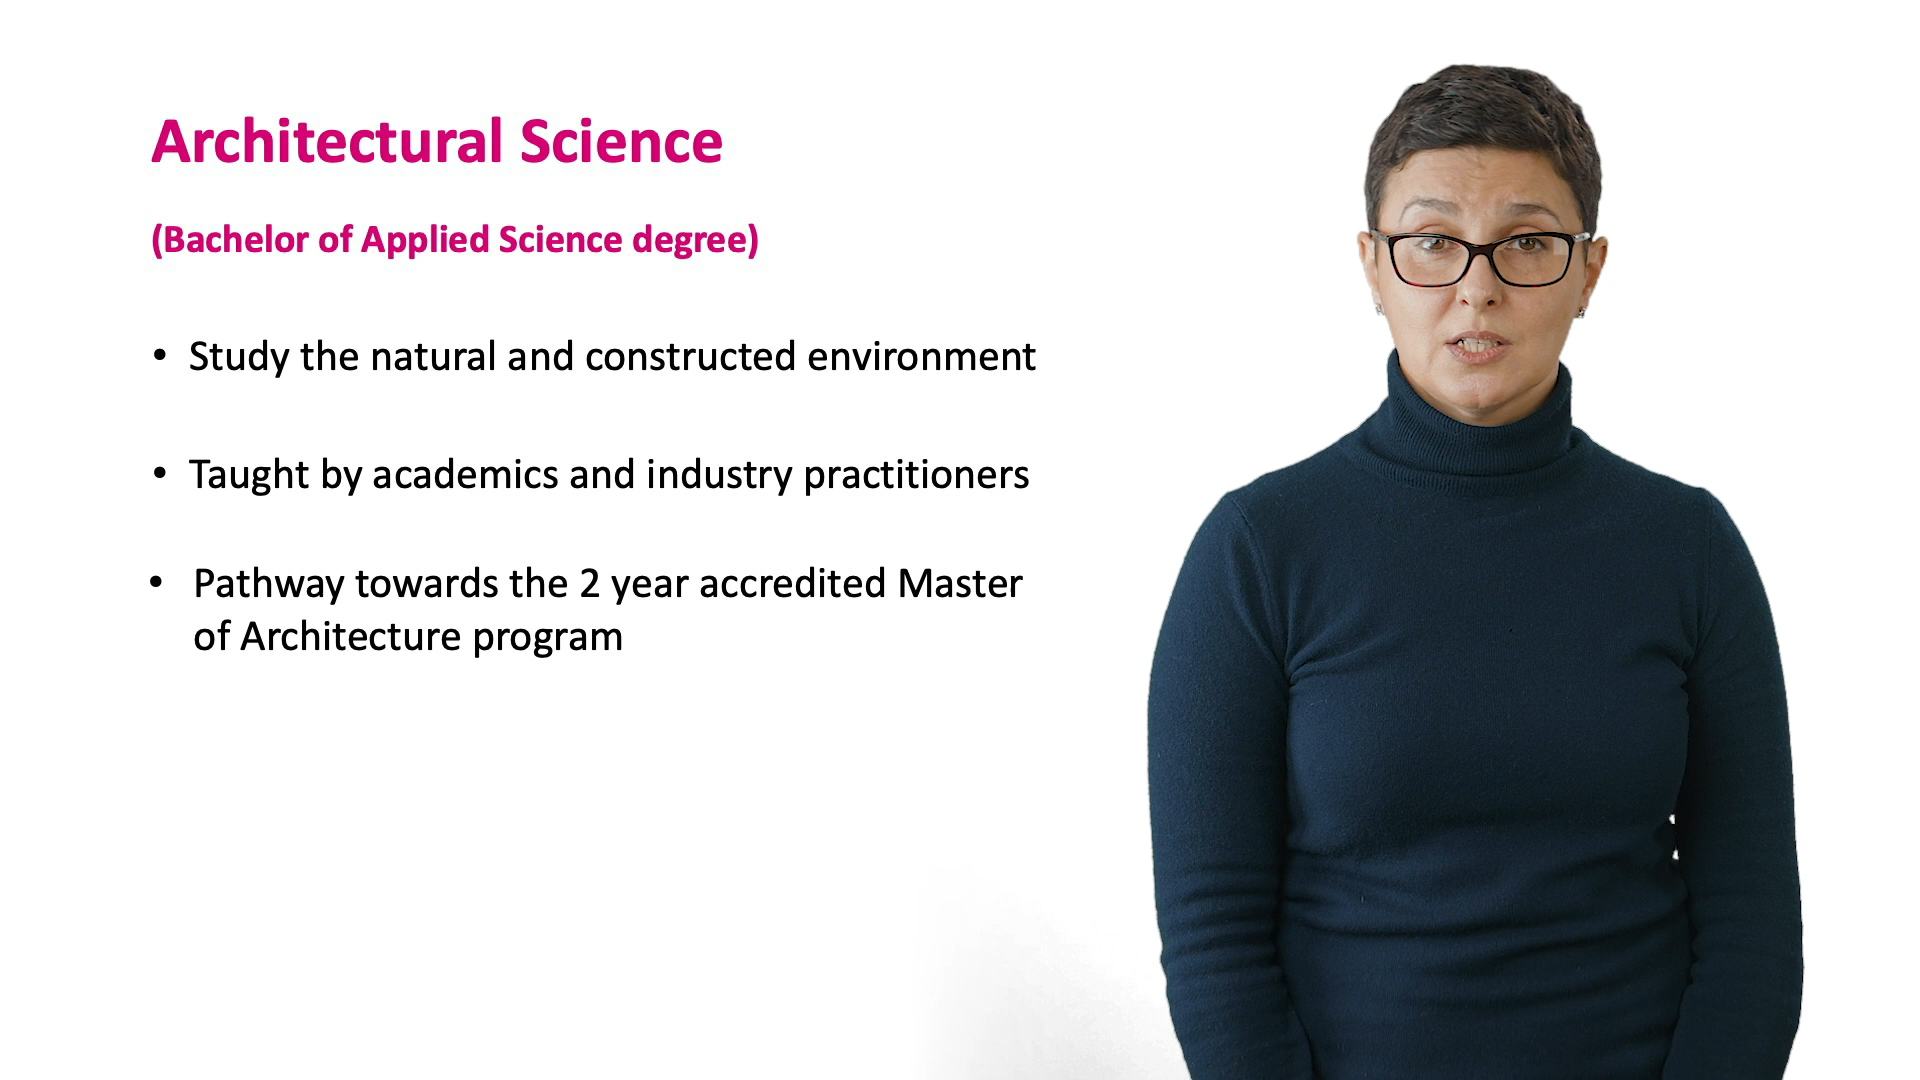 Architectural Science
(Bachelor of Applied Science degree)
• Study the natural and constructed environment
• Taught by academics and industry practitioners
• Pathway towards the 2 year accredited Master
of Architecture program